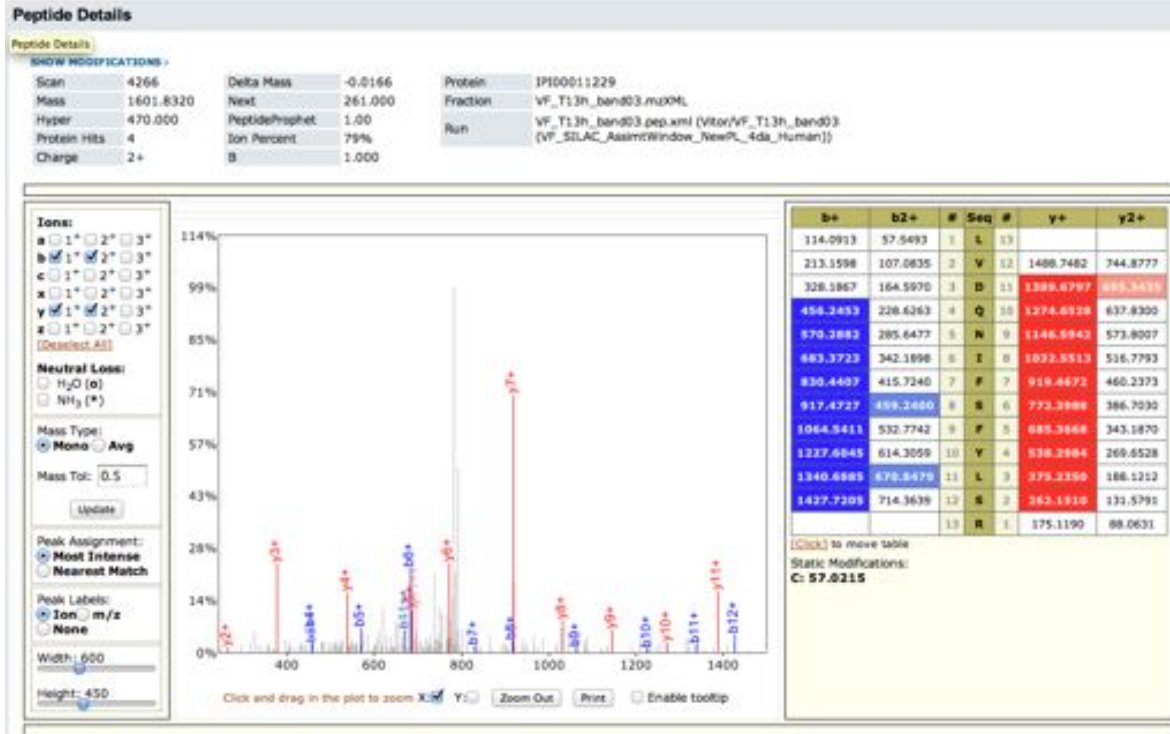 Peptide Details
Peptide Details
SHOW MODIFICATIONS >
Scan 4266 Delta Mass -0.0166 Protein IPI00011229
Mass 1601.8320 Next 261.000 Fraction VF_T13h_band03.mzXML
Hyper 470.000 PeptideProphet 1.00 Run VF_T13h_band03.pep.xml (Vitor/VF_T13h_band03
Protein Hits 4 Ion Percent 79% (VF_SILAC_AssimtWindow_NewPL_4da_Human))
Charge 2+ B 1.000
Ions:
a 1+ 2+ 3+
b 1+ 2+ 3+
c 1+ 2+ 3+
x 1+ 2+ 3+
y 1+ 2+ 3+
z 1+ 2+ 3+
[Deselect All]
Neutral Loss:
H2O (o)
NH3 (*)
Mass Type:
Mono Avg
Mass Tol: 0.5
Update
Peak Assignment:
Most Intense
Nearest Match
Peak Labels:
Ion m/z
None
Width: 600
Height: 450
114%
99%
85%
71%
57%
43%
28%
14%
0%
y2+ y3+ b4+ y4+ b5+ b11+ b6+ y6+ b7+ b8+ y7+ y8+ b9+ y9+ b10+ y10+ b11+ y11+ b12+
400 600 800 1000 1200 1400
Click and drag in the plot to zoom X: Y: Zoom Out Print Enable tooltip
b+ b2+ # Seq # y+ y2+
114.0913 57.5493 1 L 13
213.1598 107.0835 2 V 12 1488.7482 744.8777
328.1867 164.5970 3 D 11 1389.6797 695.3435
456.2453 228.6263 4 Q 10 1274.6528 637.8300
570.2882 285.6477 5 N 9 1146.5942 573.8007
683.3723 342.1898 6 I 8 1032.5513 516.7793
830.4407 415.7240 7 F 7 919.4672 460.2373
917.4727 459.2400 8 S 6 772.3988 386.7030
1064.5411 532.7742 9 F 5 685.3668 343.1870
1227.6045 614.3059 10 Y 4 538.2984 269.6528
1340.6885 670.8479 11 L 3 375.2350 188.1212
1427.7205 714.3639 12 S 2 262.1510 131.5791
13 R 1 175.1190 88.0631
[Click] to move table
Static Modifications:
C: 57.0215